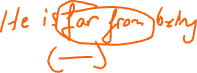 He is far from being
(—)